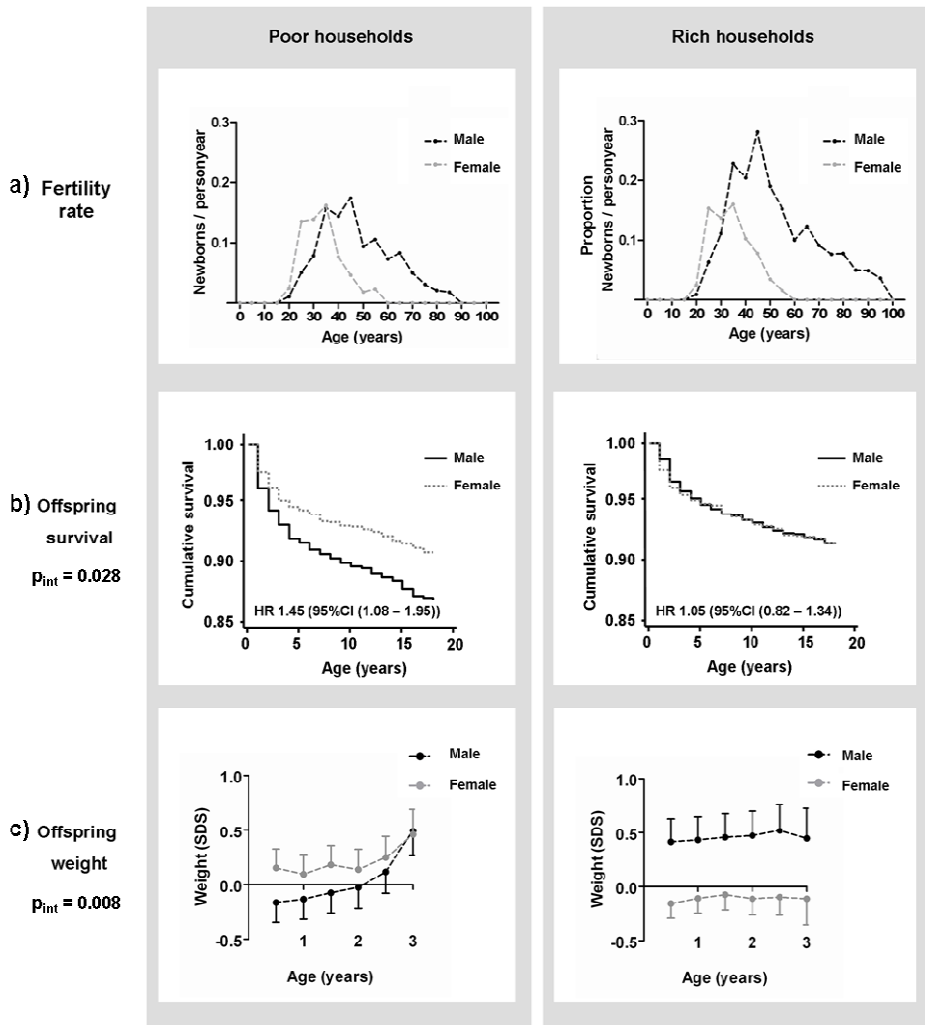 Poor households
Rich households
a) Fertility
rate
Newborns / personyear
0.3
0.2
0.1
Male
Female
0 10 20 30 40 50 60 70 80 90 100
Age (years)
Proportion
Newborns / personyear
0.3
0.2
0.1
Male
Female
0 10 20 30 40 50 60 70 80 90 100
Age (years)
b) Offspring
survival
pint = 0.028
Cumulative survival
1.00
0.95
0.90
0.85
Male
Female
HR 1.45 (95%CI (1.08 – 1.95))
0 5 10 15 20
Age (years)
Cumulative survival
1.00
0.95
0.90
0.85
Male
Female
HR 1.05 (95%CI (0.82 – 1.34))
0 5 10 15 20
Age (years)
c) Offspring
weight
pint = 0.008
Weight (SDS)
1.0
0.5
0.0
-0.5
Male
Female
1 2 3
Age (years)
Weight (SDS)
1.0
0.5
0.0
-0.5
Male
Female
1 2 3
Age (years)